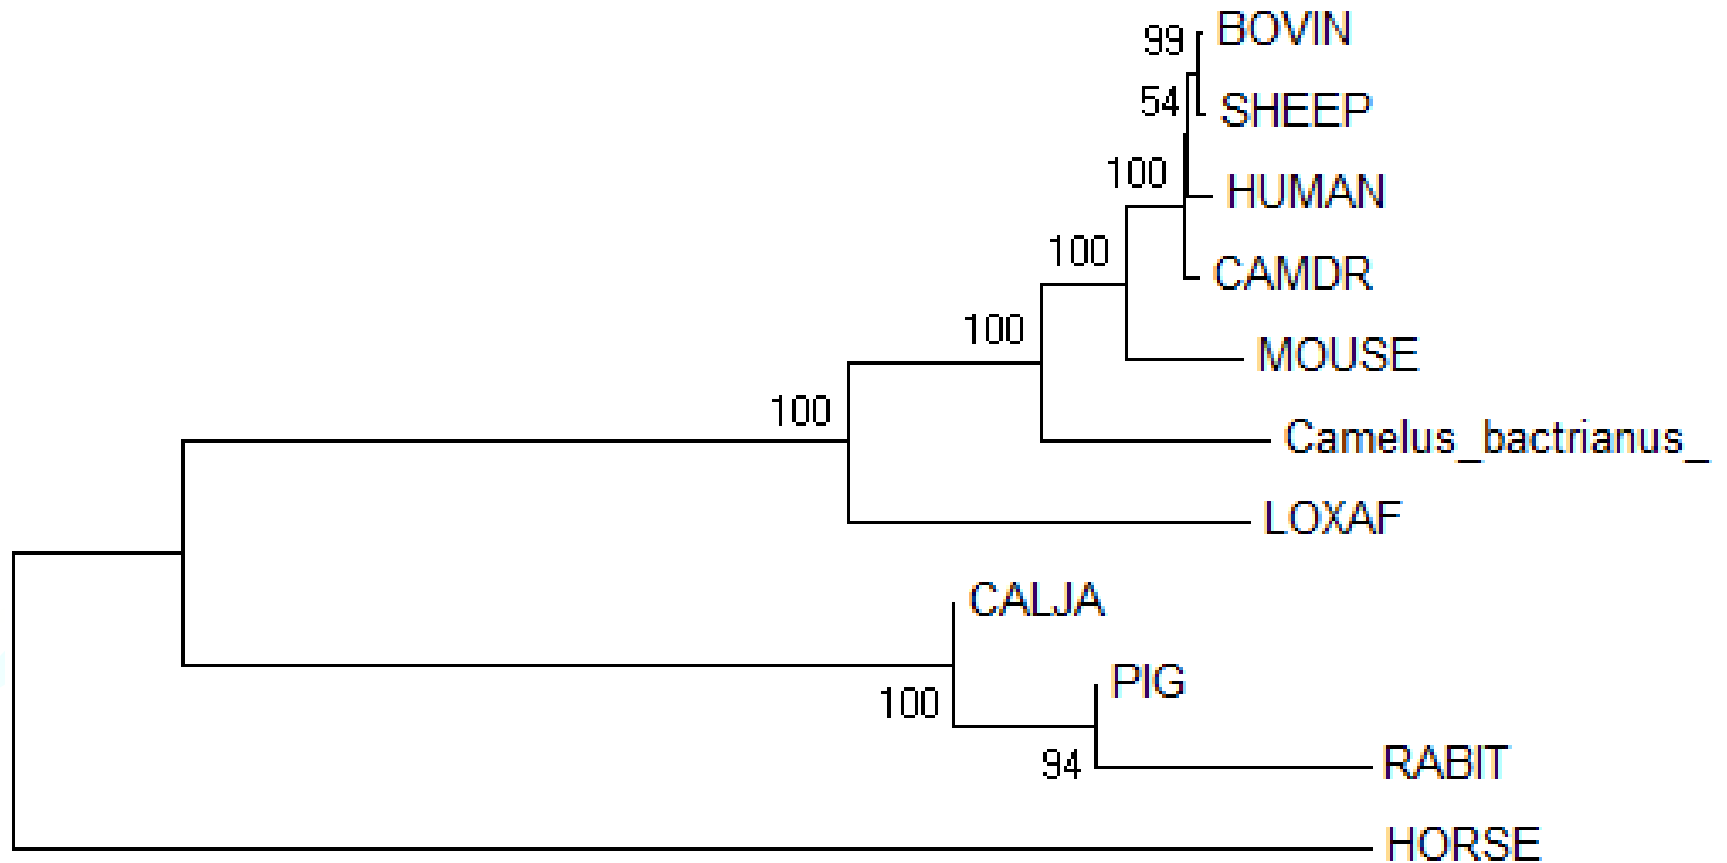 BOVIN
99
54
SHEEP
100
HUMAN
100
CAMDR
100
MOUSE
100
Camelus_bactrianus_
LOXAF
CALJA
PIG
100
94
RABIT
HORSE